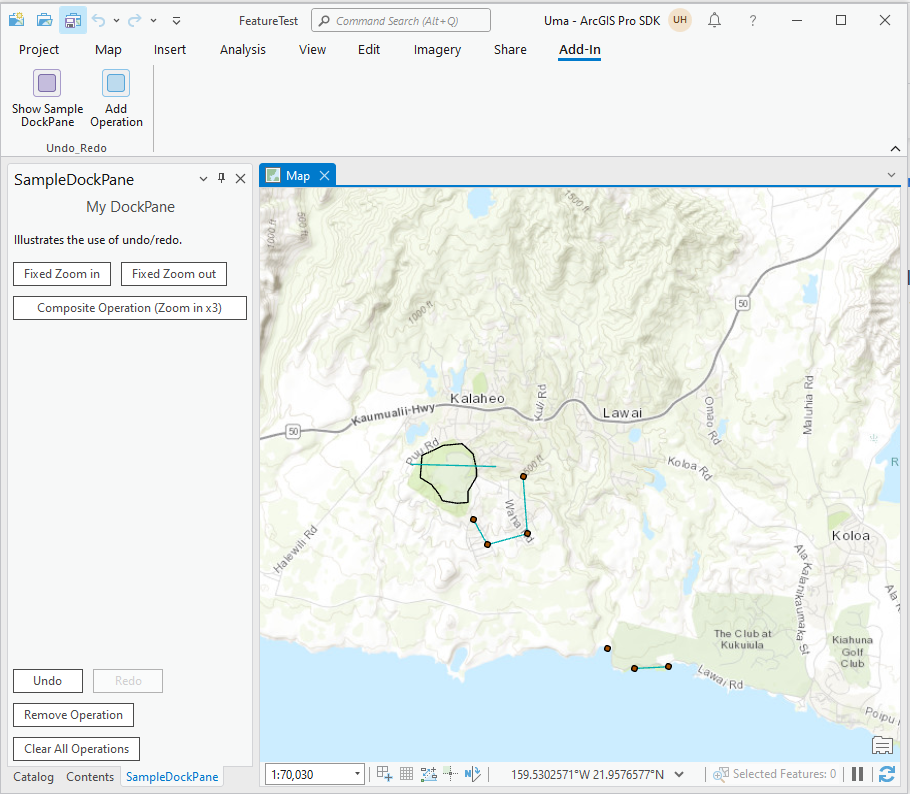 FeatureTest
Command Search (Alt+Q)
Uma - ArcGIS Pro SDK
UH
?
Project
Map
Insert
Analysis
View
Edit
Imagery
Share
Add-In
Show Sample
DockPane
Add
Operation
Undo_Redo
SampleDockPane
My DockPane
Illustrates the use of undo/redo.
Fixed Zoom in
Fixed Zoom out
Composite Operation (Zoom in x3)
Undo
Redo
Remove Operation
Clear All Operations
Catalog
Contents
SampleDockPane
Map
1500 ft
500 ft
1000 ft
1000 ft
50
Kalaheo
Kaumualii-Hwy
Kuli Rd
Lawai
50
Omao Rd
Maluhia Rd
Puu Rd
500 ft
Koloa Rd
R
Waha Rd
Halewili Rd
Koloa
Ala Kalanikaumaka St
Ala
The Club at
Kukuiula
Kiahuna
Golf
Club
Lawai Rd
Poipu
1:70,030
159.5302571°W 21.9576577°N
Selected Features: 0